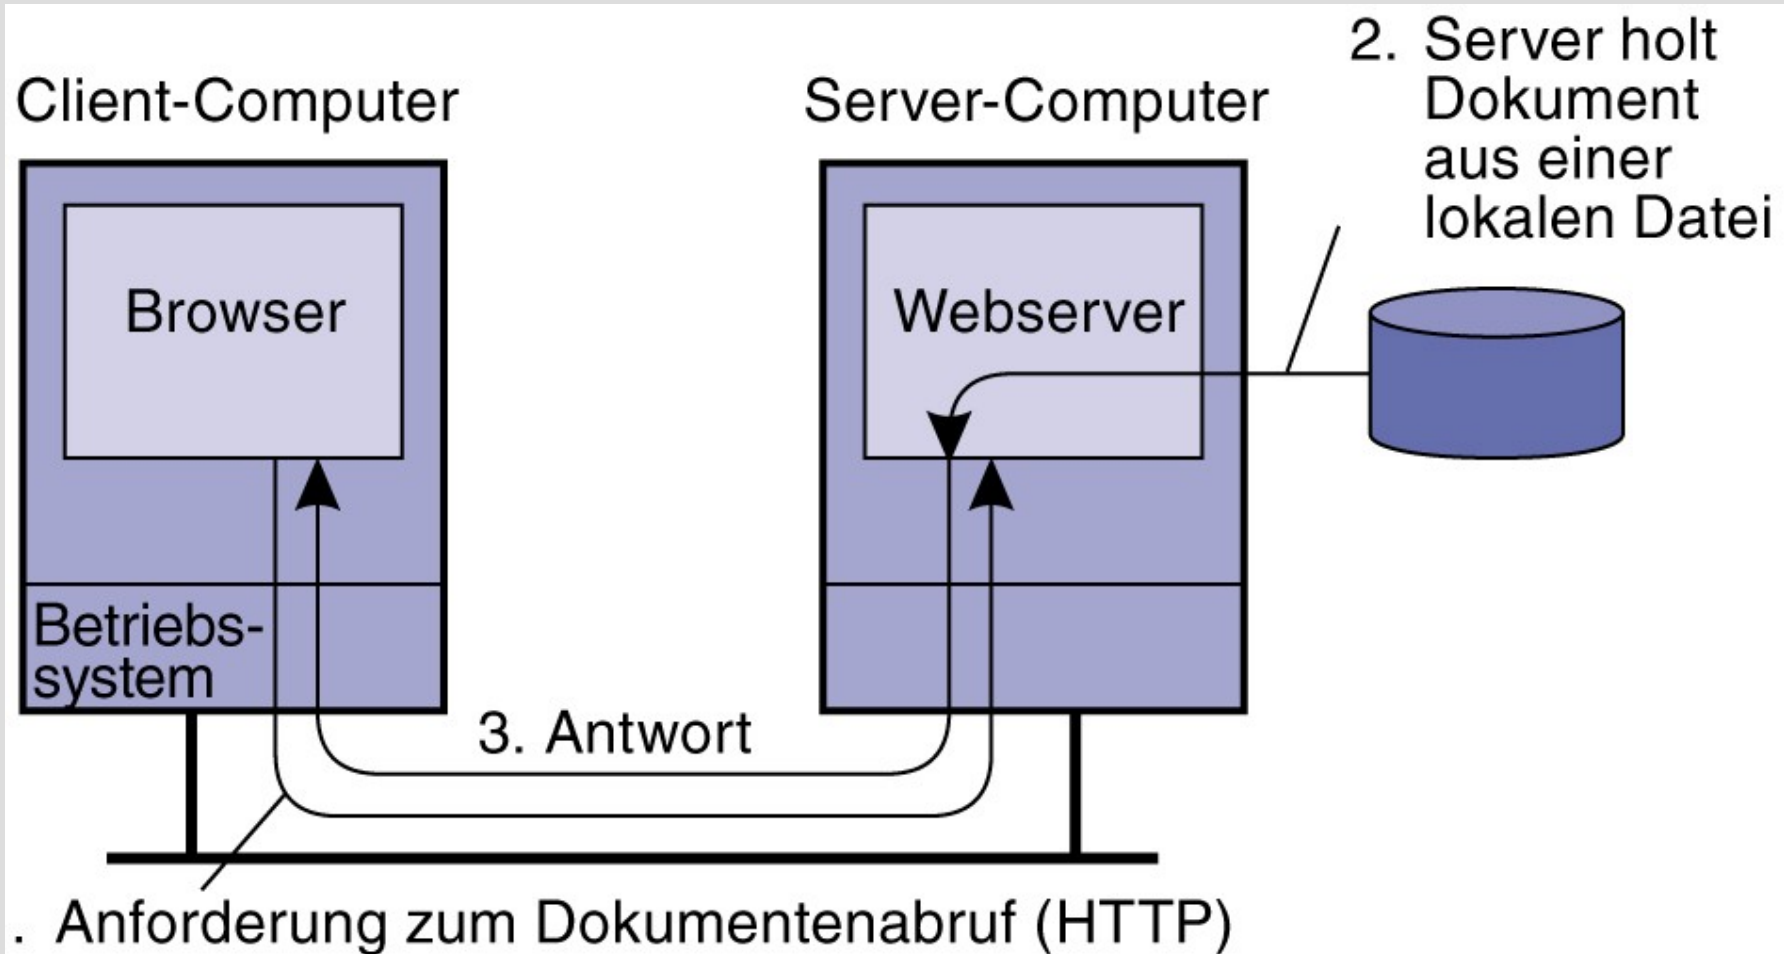 2. Server holt
Dokument
aus einer
lokalen Datei
Client-Computer
Server-Computer
Browser
Webserver
Betriebs-
system
3. Antwort
. Anforderung zum Dokumentenabruf (HTTP)